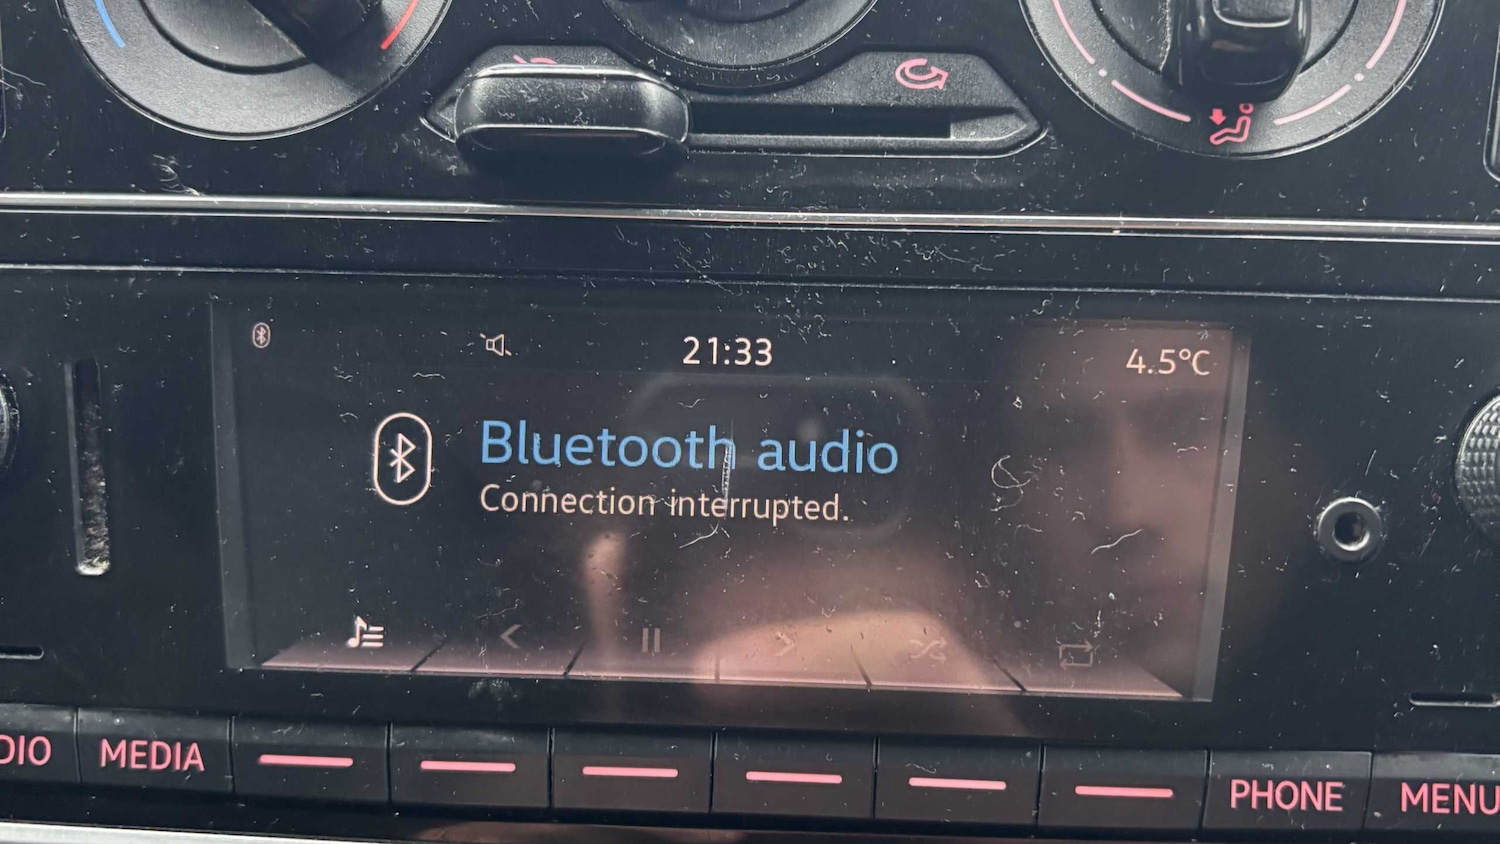 21:33
4.5°C
Bluetooth audio
Connection interrupted.
DIO
MEDIA
PHONE
MENU